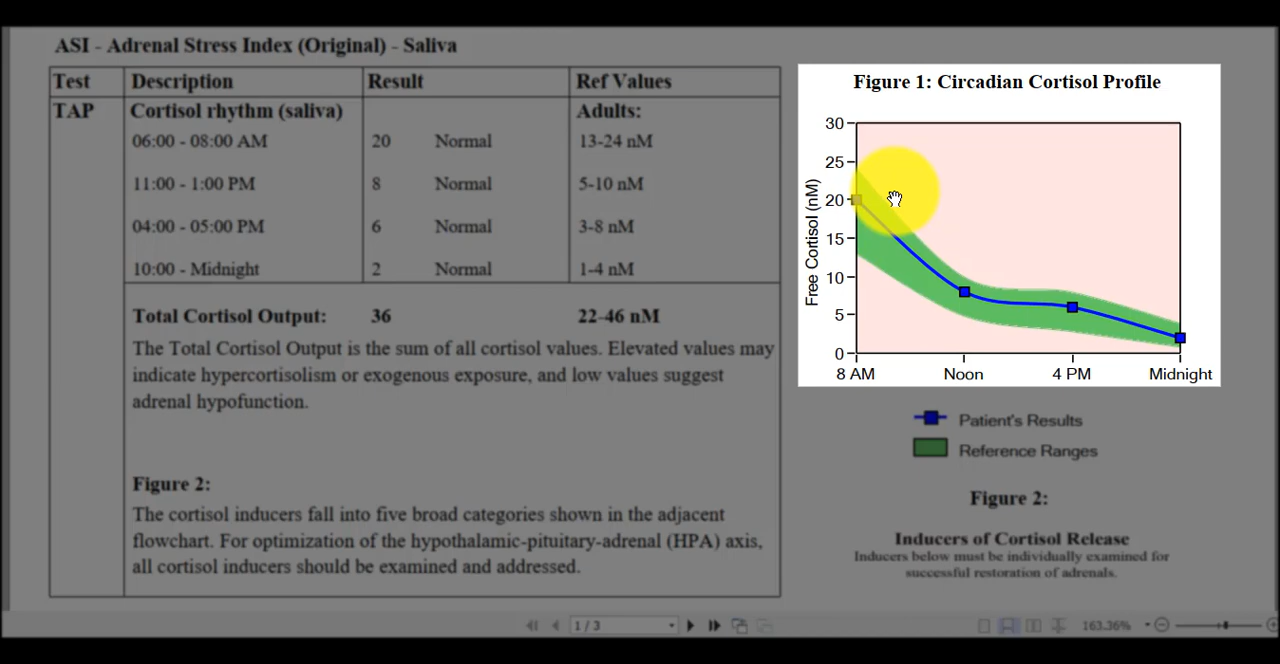 ASI - Adrenal Stress Index (Original) - Saliva
Test Description Result Ref Values
TAP Cortisol rhythm (saliva) Adults:
06:00 - 08:00 AM 20 Normal 13-24 nM
11:00 - 1:00 PM 8 Normal 5-10 nM
04:00 - 05:00 PM 6 Normal 3-8 nM
10:00 - Midnight 2 Normal 1-4 nM
Total Cortisol Output: 36 22-46 nM
The Total Cortisol Output is the sum of all cortisol values. Elevated values may
indicate hypercortisolism or exogenous exposure, and low values suggest
adrenal hypofunction.
Figure 2:
The cortisol inducers fall into five broad categories shown in the adjacent
flowchart. For optimization of the hypothalamic-pituitary-adrenal (HPA) axis,
all cortisol inducers should be examined and addressed.
Figure 1: Circadian Cortisol Profile
Free Cortisol (nM)
30
25
20
15
10
5
0
8 AM Noon 4 PM Midnight
Patient's Results
Reference Ranges
Figure 2:
Inducers of Cortisol Release
Inducers below must be individually examined for
successful restoration of adrenals.
1 / 3 163.36%